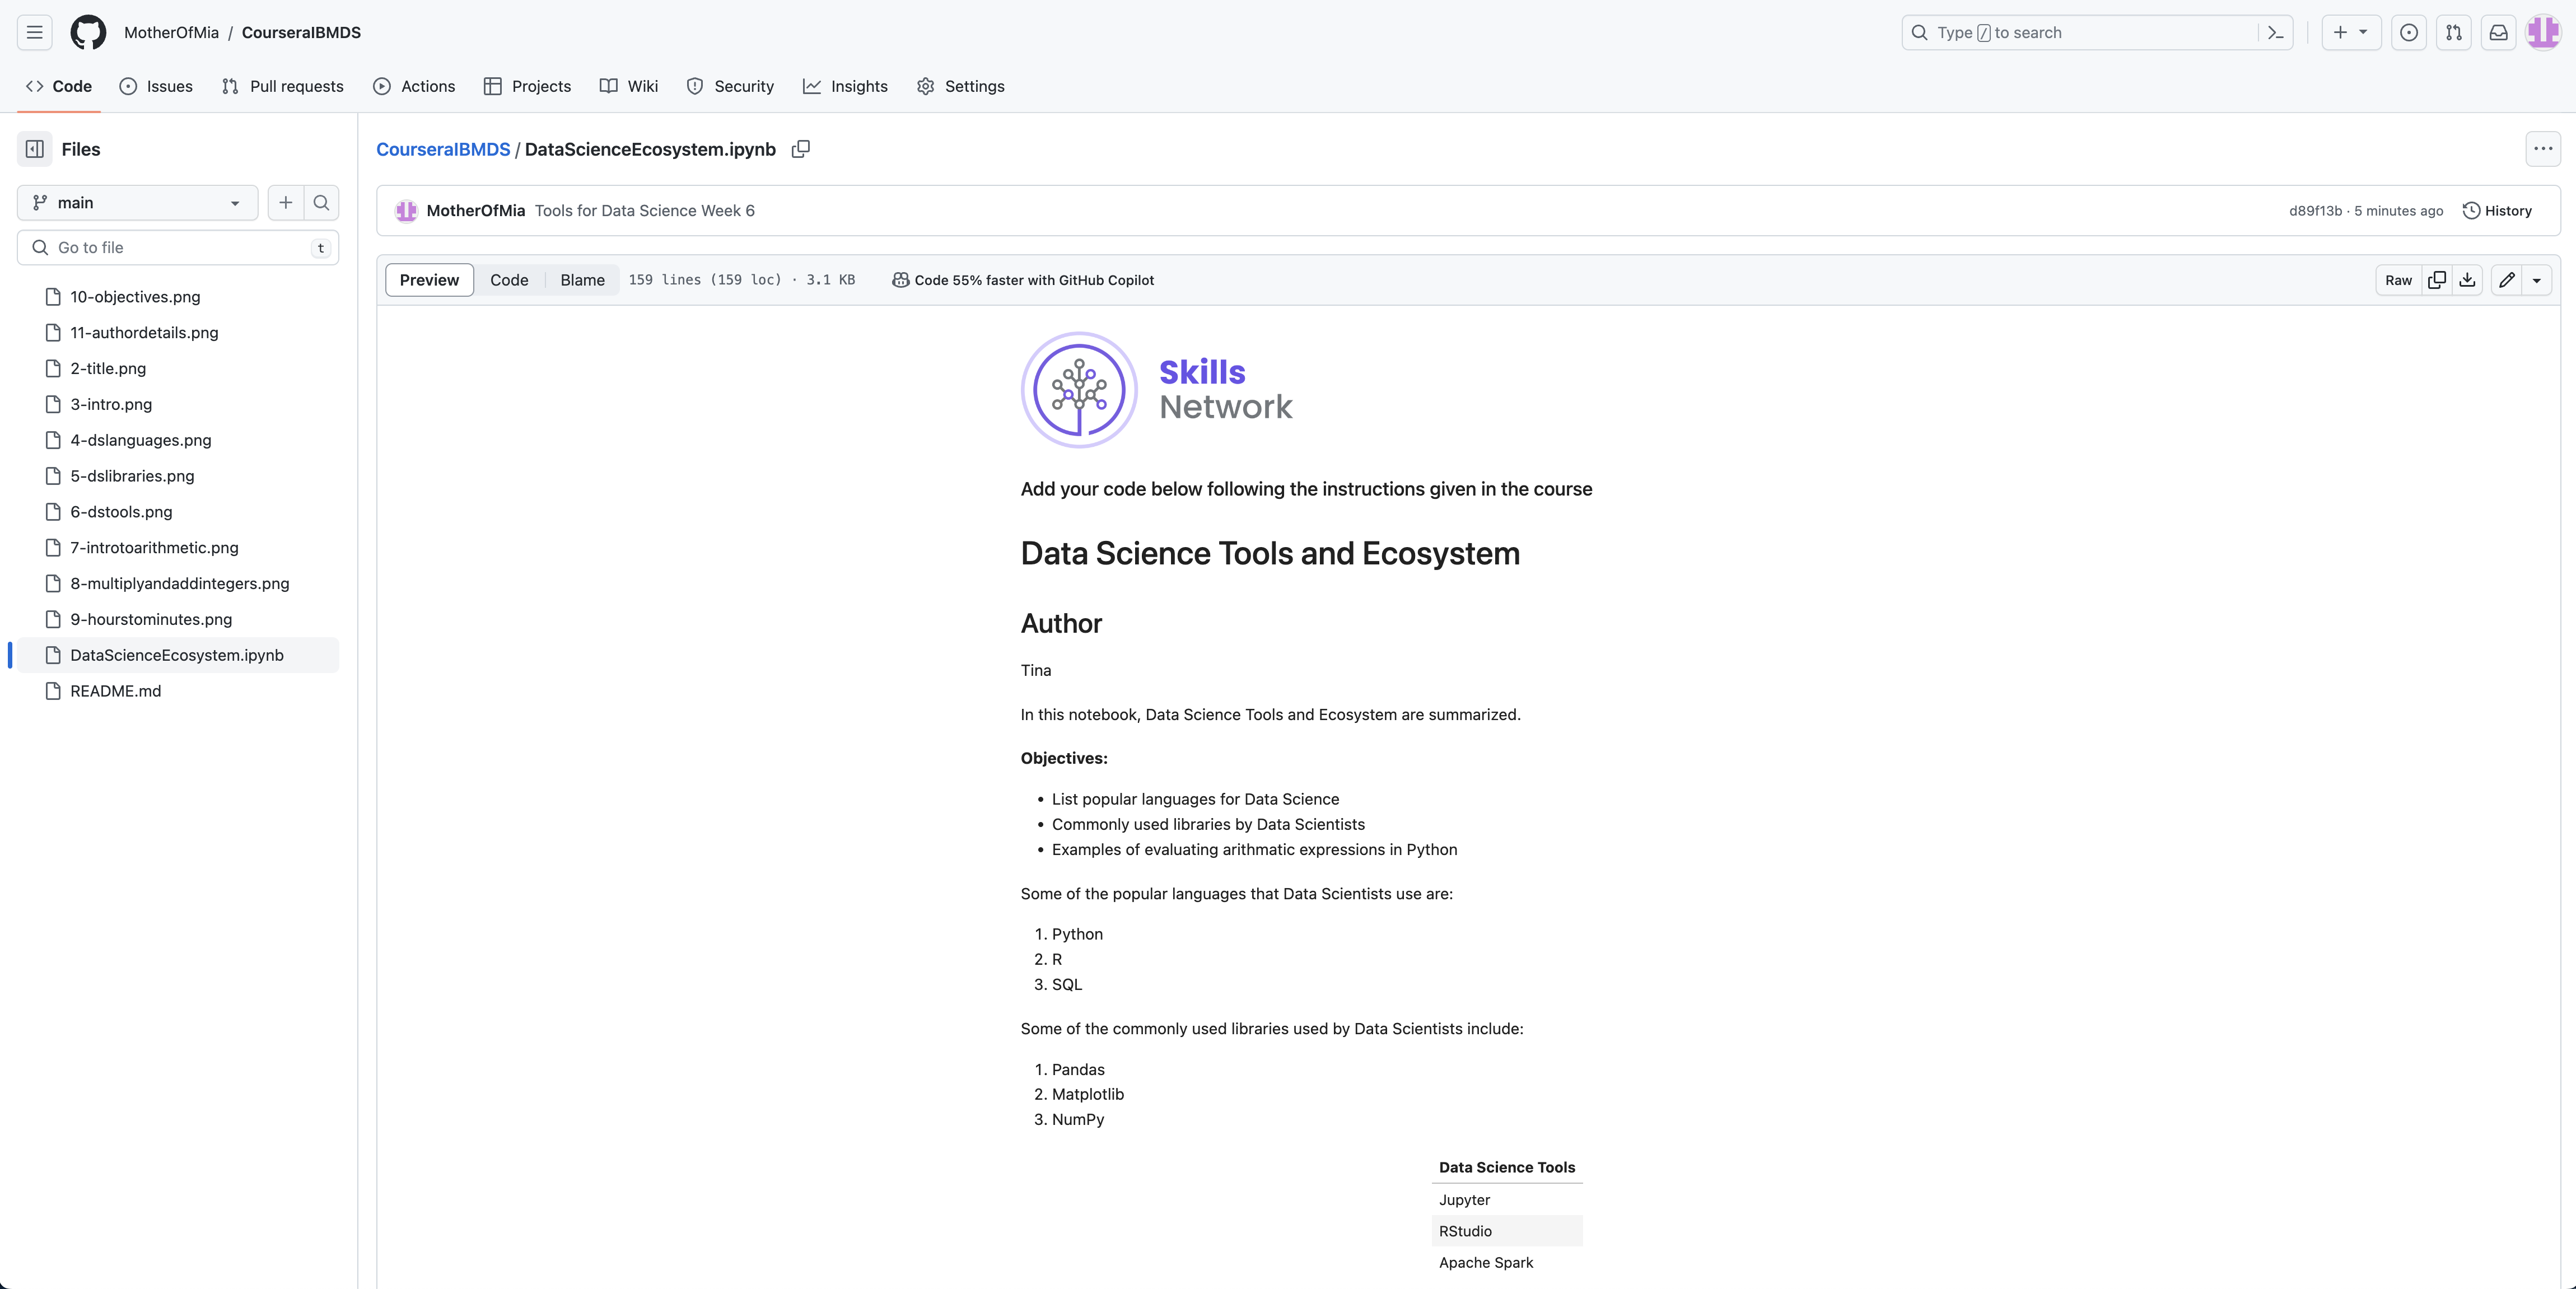 MotherOfMia / CourseraIBMDS
Type / to search
Code Issues Pull requests Actions Projects Wiki Security Insights Settings
Files
main
Go to file t
10-objectives.png
11-authordetails.png
2-title.png
3-intro.png
4-dslanguages.png
5-dslibraries.png
6-dstools.png
7-introtoarithmetic.png
8-multiplyandaddintegers.png
9-hourstominutes.png
DataScienceEcosystem.ipynb
README.md
CourseraIBMDS / DataScienceEcosystem.ipynb
MotherOfMia Tools for Data Science Week 6
d89f13b · 5 minutes ago History
Preview Code Blame 159 lines (159 loc) · 3.1 KB Code 55% faster with GitHub Copilot
Raw
Skills
Network
Add your code below following the instructions given in the course
Data Science Tools and Ecosystem
Author
Tina
In this notebook, Data Science Tools and Ecosystem are summarized.
Objectives:
• List popular languages for Data Science
• Commonly used libraries by Data Scientists
• Examples of evaluating arithmatic expressions in Python
Some of the popular languages that Data Scientists use are:
1. Python
2. R
3. SQL
Some of the commonly used libraries used by Data Scientists include:
1. Pandas
2. Matplotlib
3. NumPy
Data Science Tools
Jupyter
RStudio
Apache Spark